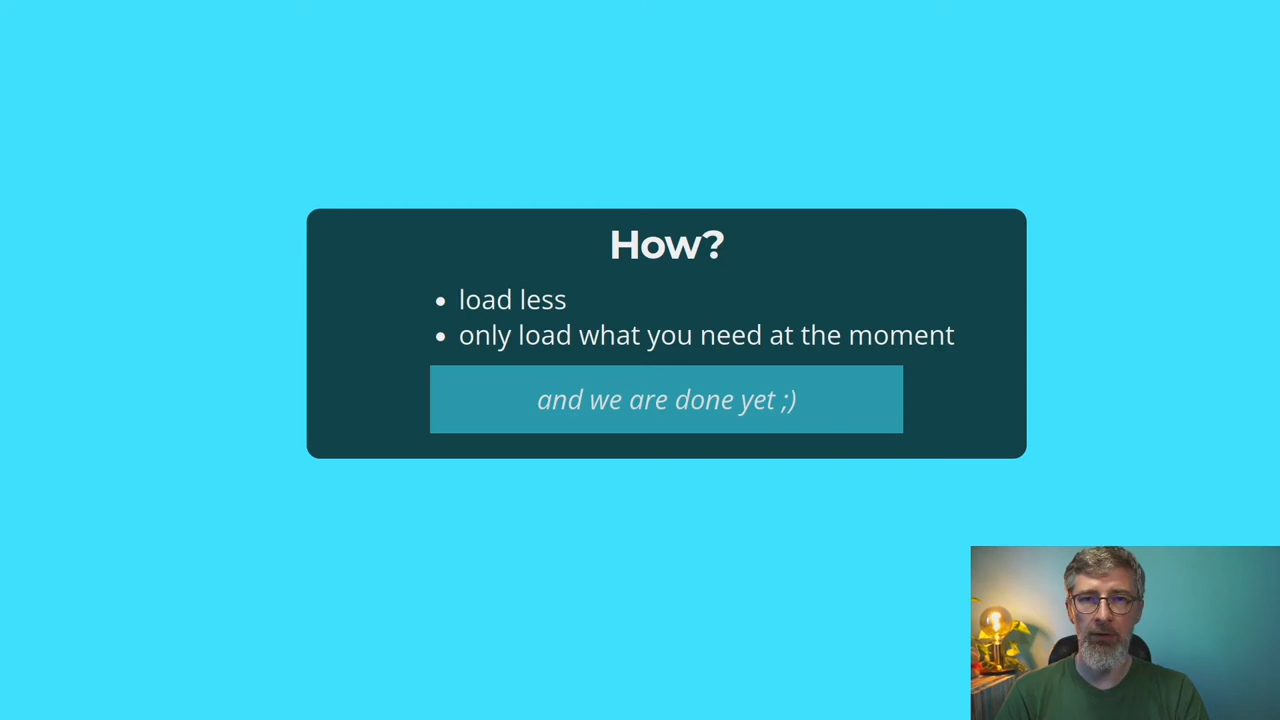 How?
load less
only load what you need at the moment
and we are done yet ;)